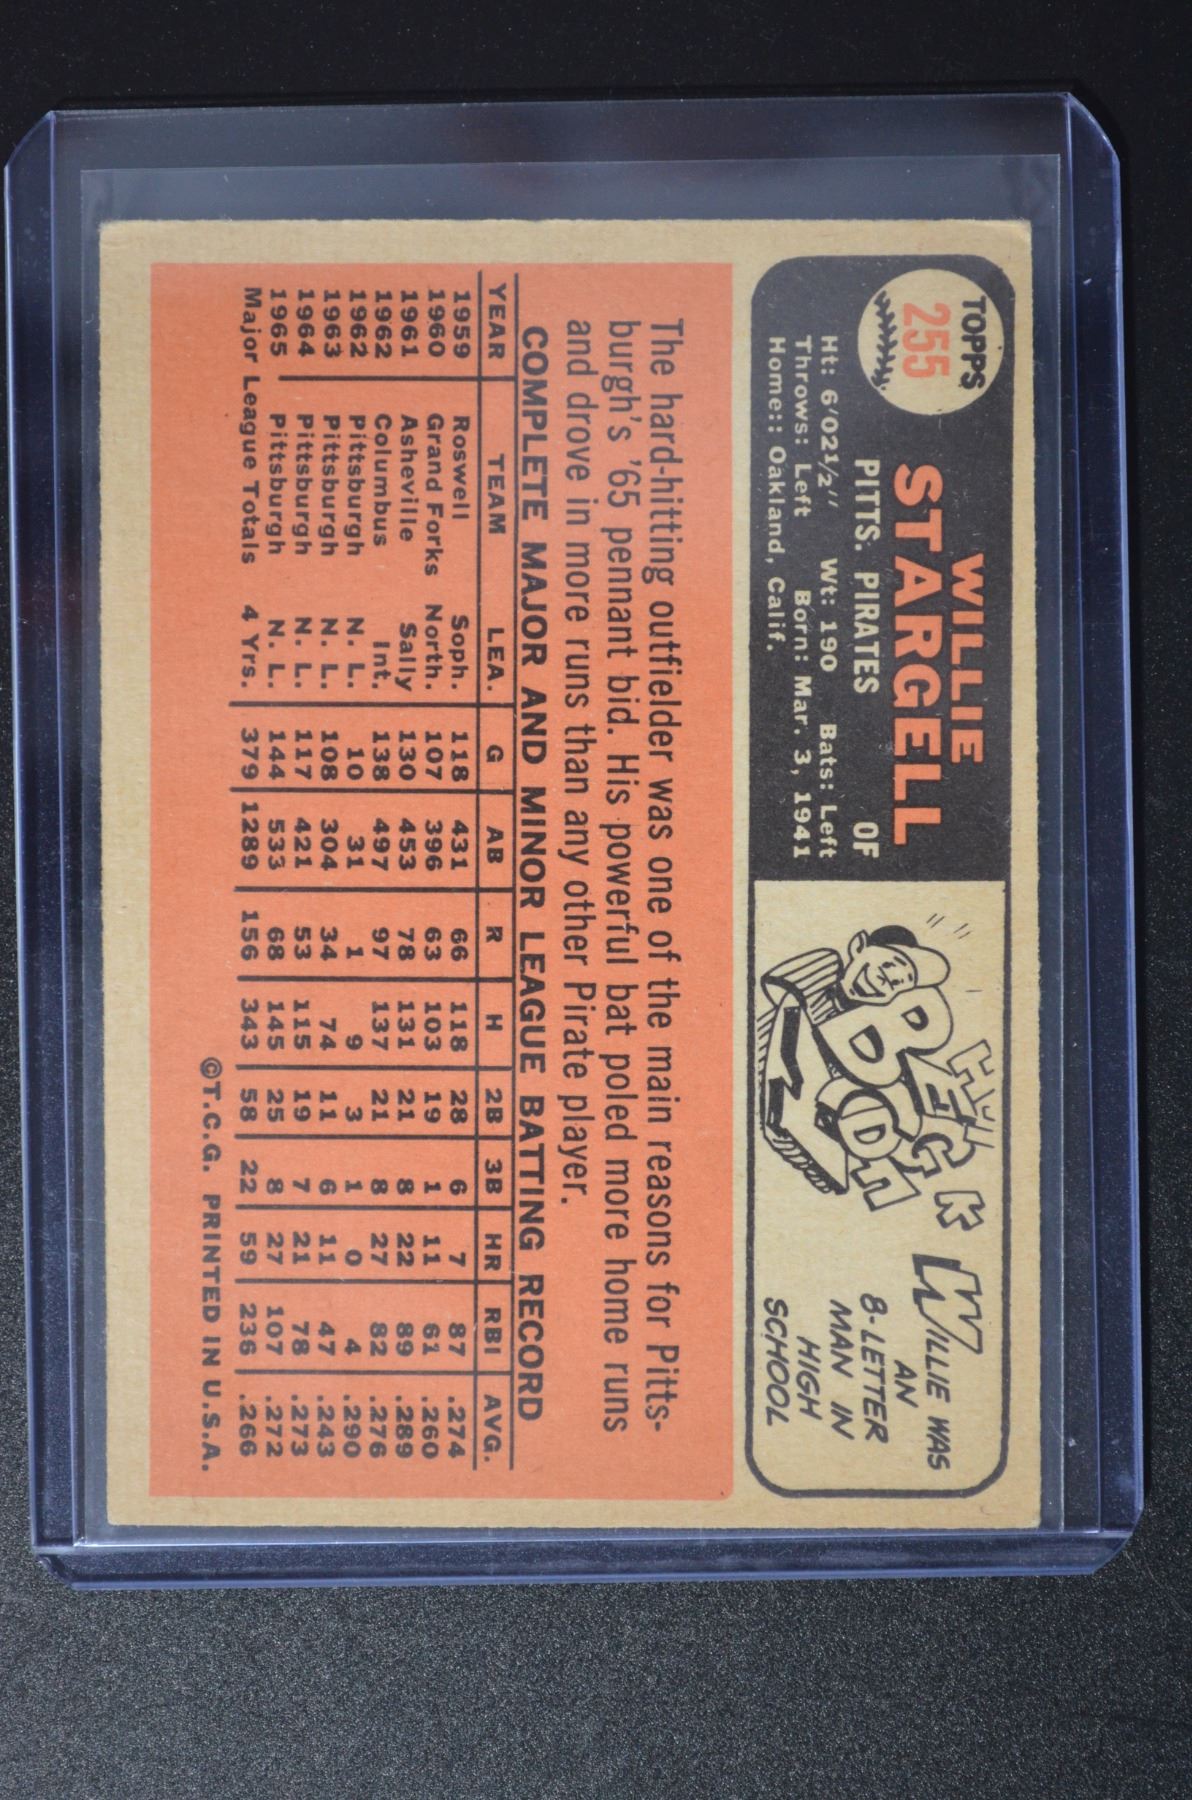 TOPPS
255
WILLIE
STARGELL
PITTS. PIRATES OF
Ht: 6'02½" Wt: 190 Bats: Left
Throws: Left Born: Mar. 3, 1941
Home:: Oakland, Calif.
WILLIE WAS
AN
8-LETTER
MAN IN
HIGH
SCHOOL
The hard-hitting outfielder was one of the main reasons for Pitts-
burgh's '65 pennant bid. His powerful bat poled more home runs
and drove in more runs than any other Pirate player.
COMPLETE MAJOR AND MINOR LEAGUE BATTING RECORD
YEAR TEAM LEA. G AB R H 2B 3B HR RBI AVG.
1959 Roswell Soph. 118 431 66 118 28 6 7 87 .274
1960 Grand Forks North. 107 396 63 103 19 1 11 61 .260
1961 Asheville Sally 130 453 78 131 21 8 22 89 .289
1962 Columbus Int. 138 497 97 137 21 8 27 82 .276
1962 Pittsburgh N. L. 10 31 1 9 3 1 0 4 .290
1963 Pittsburgh N. L. 108 304 34 74 11 6 11 47 .243
1964 Pittsburgh N. L. 117 421 53 115 19 7 21 78 .273
1965 Pittsburgh N. L. 144 533 68 145 25 8 27 107 .272
Major League Totals 4 Yrs. 379 1289 156 343 58 22 59 236 .266
©T.C.G. PRINTED IN U.S.A.